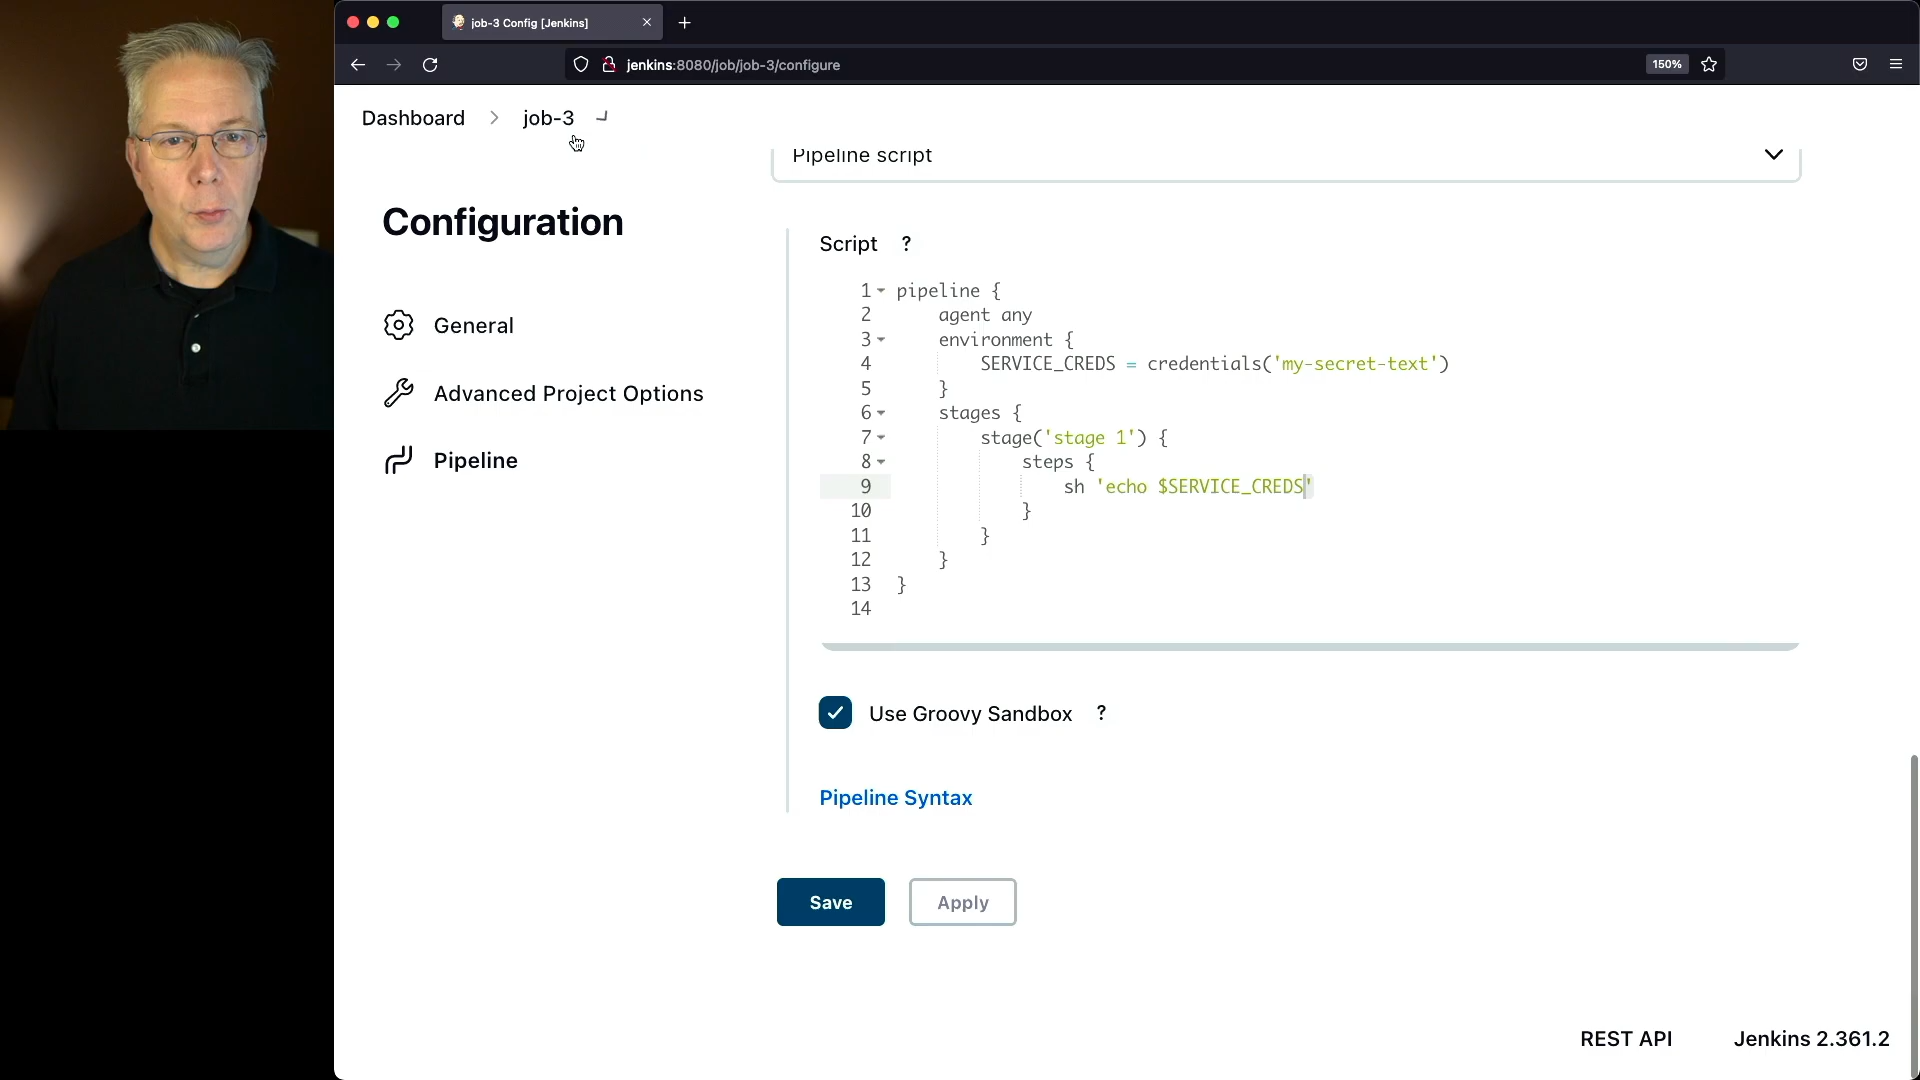 job-3 Config [Jenkins]
jenkins:8080/job/job-3/configure
150%
Dashboard
job-3
Pipeline script
Configuration
General
Advanced Project Options
Pipeline
Script ?
1 pipeline {
2 agent any
3 environment {
4 SERVICE_CREDS = credentials('my-secret-text')
5 }
6 stages {
7 stage('stage 1') {
8 steps {
9 sh 'echo $SERVICE_CREDS'
10 }
11 }
12 }
13 }
14
Use Groovy Sandbox ?
Pipeline Syntax
Save
Apply
REST API
Jenkins 2.361.2